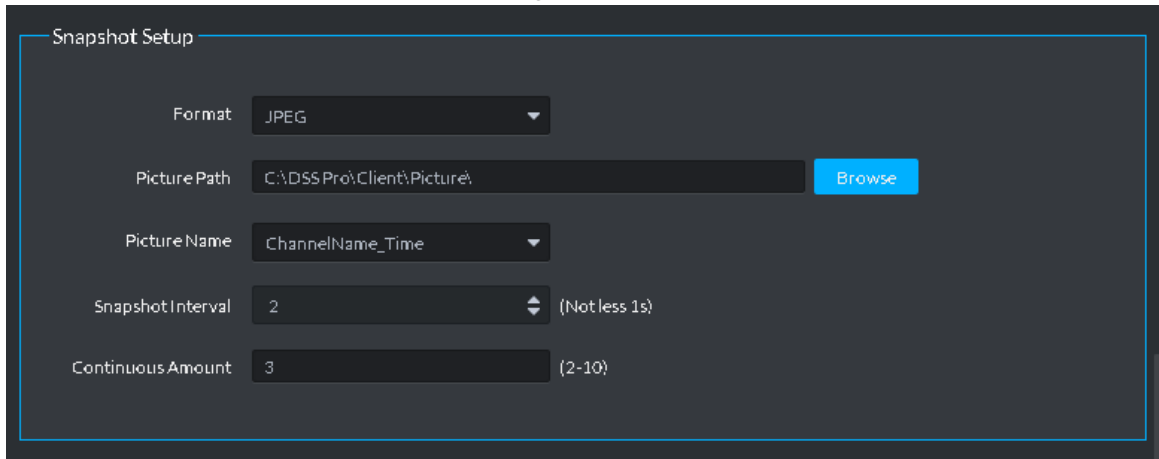 Snapshot Setup
Format JPEG
Picture Path C:\DSS Pro\Client\Picture\ Browse
Picture Name ChannelName_Time
Snapshot Interval 2 (Not less 1s)
Continuous Amount 3 (2-10)